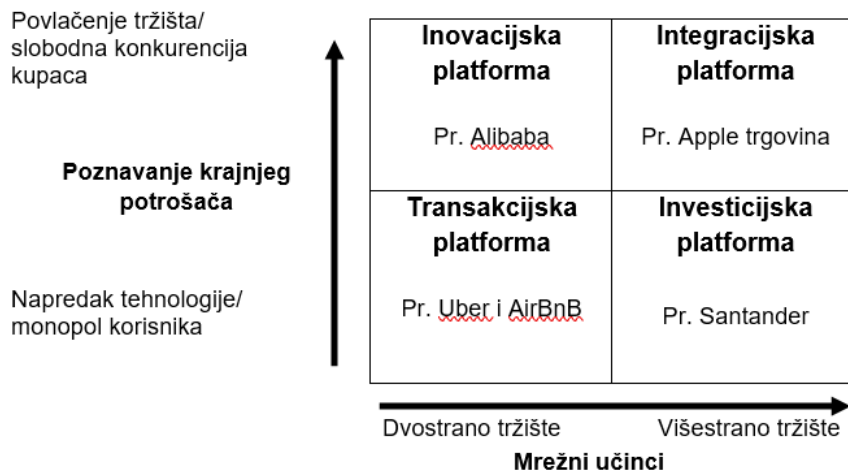 Povlačenje tržišta/
slobodna konkurencija
kupaca
Poznavanje krajnjeg
potrošača
Napredak tehnologije/
monopol korisnika
Inovacijska
platforma
Pr. Alibaba
Integracijska
platforma
Pr. Apple trgovina
Transakcijska
platforma
Pr. Uber i AirBnB
Investicijska
platforma
Pr. Santander
Dvostrano tržište
Višestrano tržište
Mrežni učinci